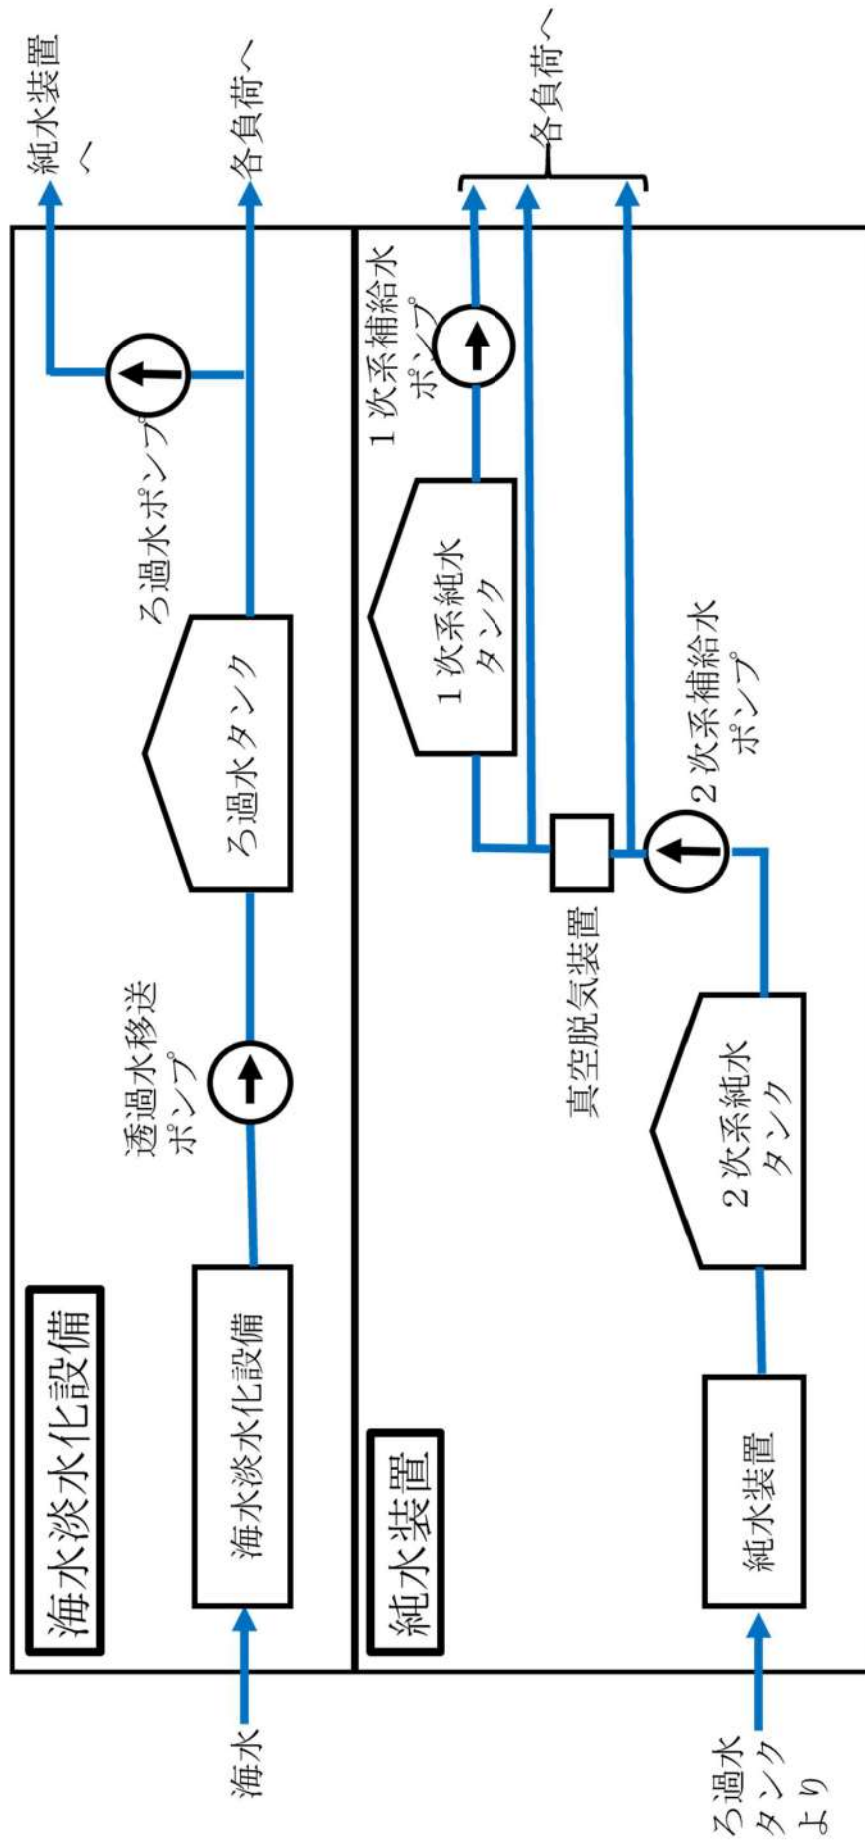 海水淡水化設備
海水
海水淡水化設備
透過水移送
ポンプ
ろ過水タンク
ろ過水ポンプ
純水装置
へ
各負荷へ
純水装置
ろ過水
タンク
より
純水装置
2次系純水
タンク
2次系補給水
ポンプ
真空脱気装置
1次系純水
タンク
1次系補給水
ポンプ
各負荷へ